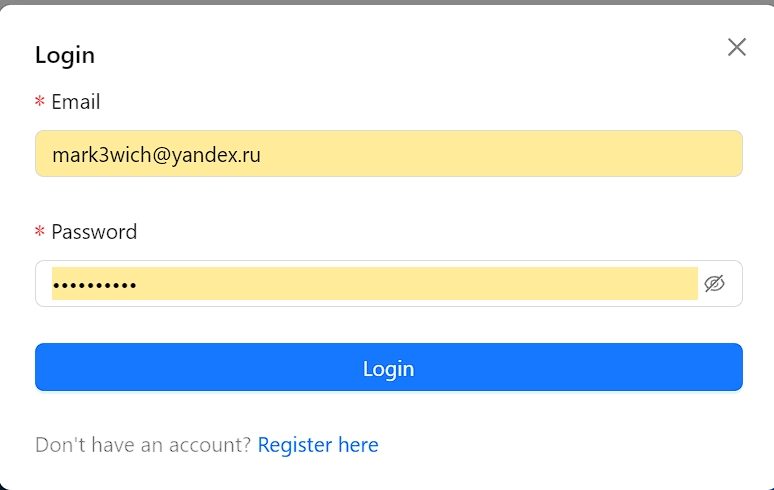 Login
* Email
mark3wich@yandex.ru
* Password
••••••••••
Login
Don't have an account? Register here